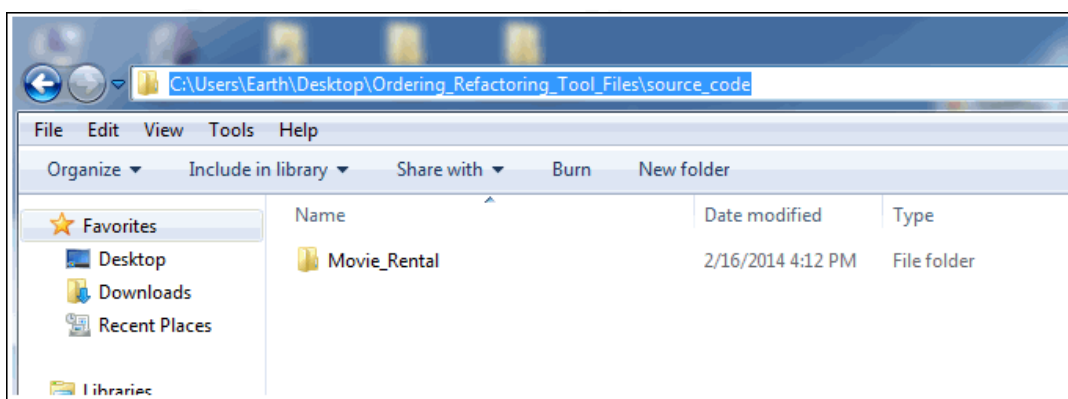 C:\Users\Earth\Desktop\Ordering_Refactoring_Tool_Files\source_code
File Edit View Tools Help
Organize Include in library Share with Burn New folder
Name Date modified Type
Favorites
Movie_Rental 2/16/2014 4:12 PM File folder
Desktop
Downloads
Recent Places
Libraries